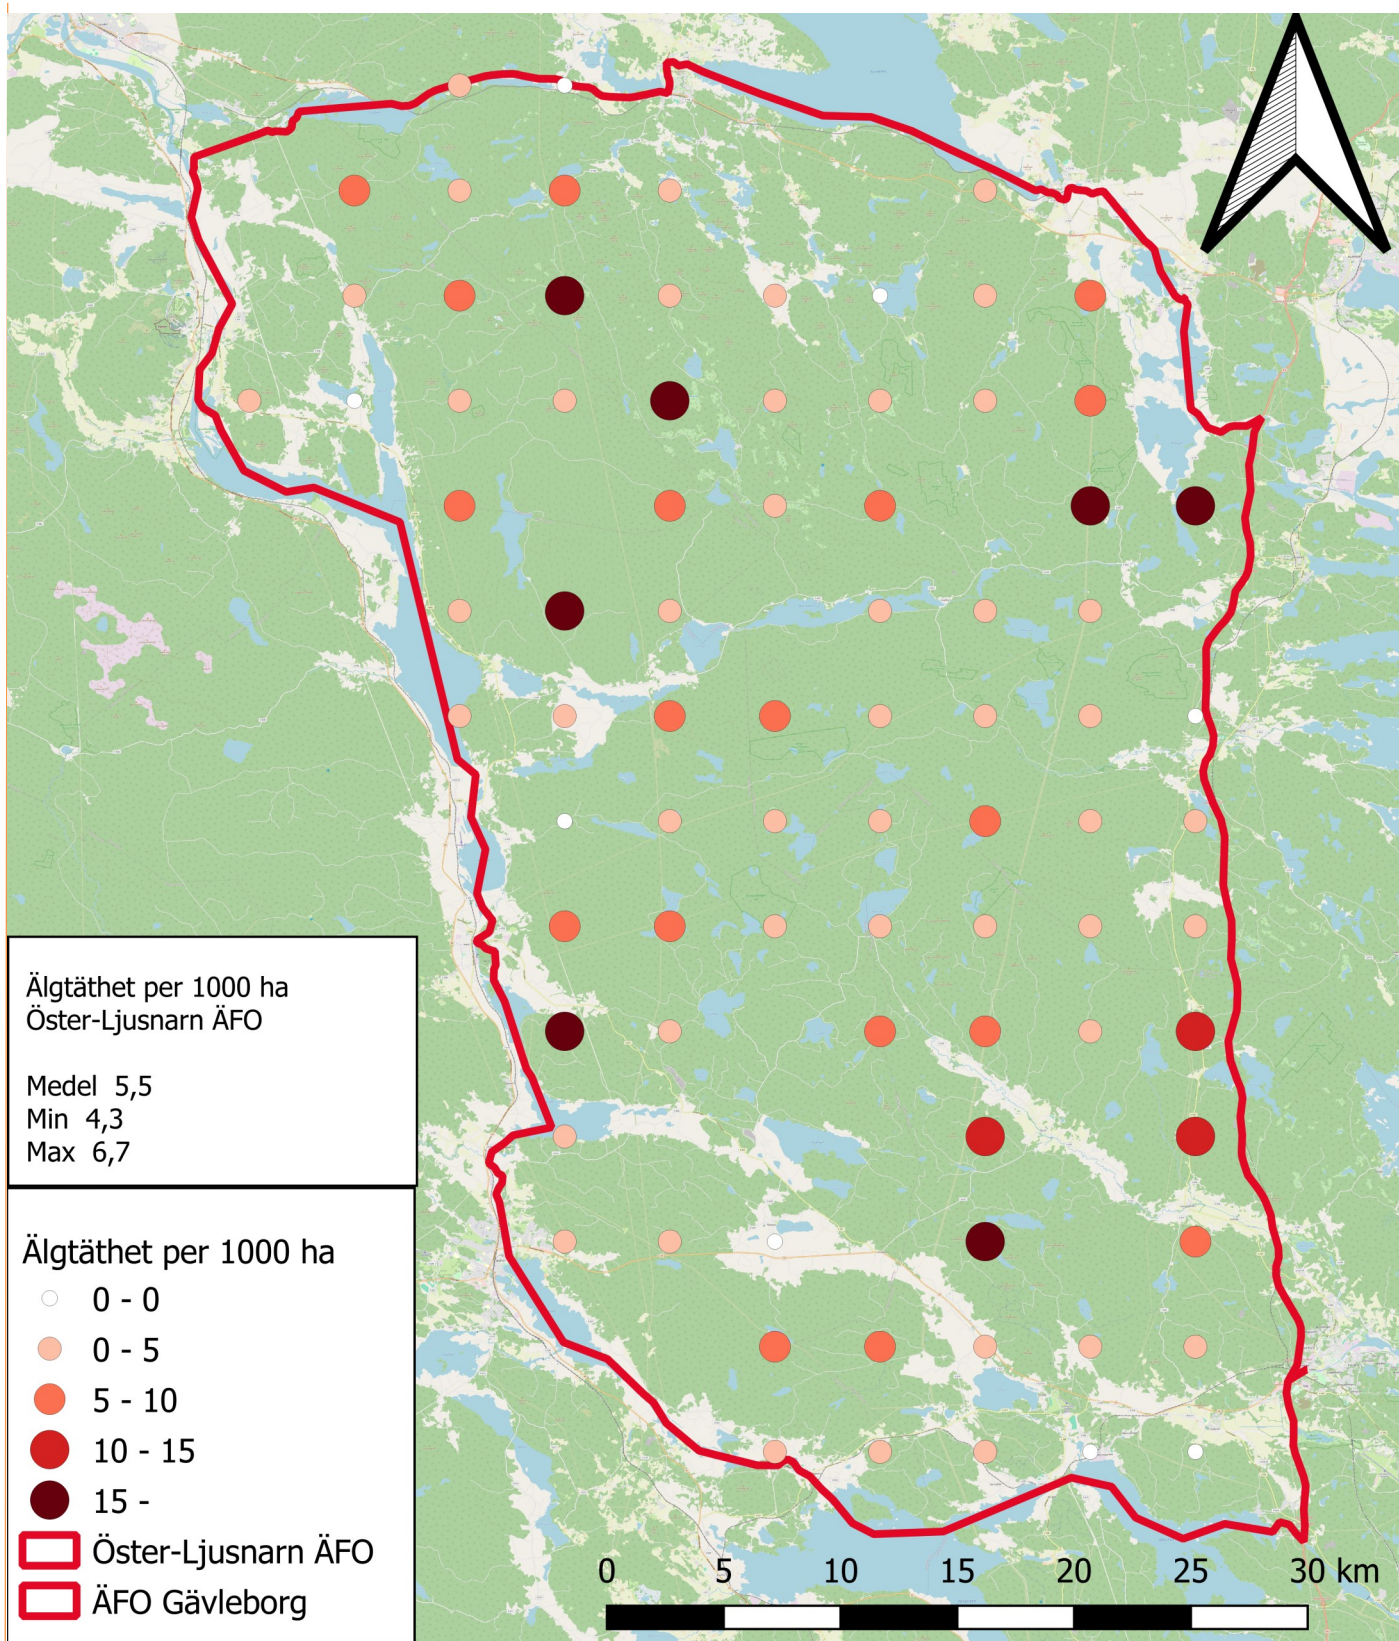 Älgtäthet per 1000 ha
Öster-Ljusnarn ÄFO
Medel 5,5
Min 4,3
Max 6,7
Älgtäthet per 1000 ha
0 - 0
0 - 5
5 - 10
10 - 15
15 -
Öster-Ljusnarn ÄFO
ÄFO Gävleborg
0 5 10 15 20 25 30 km